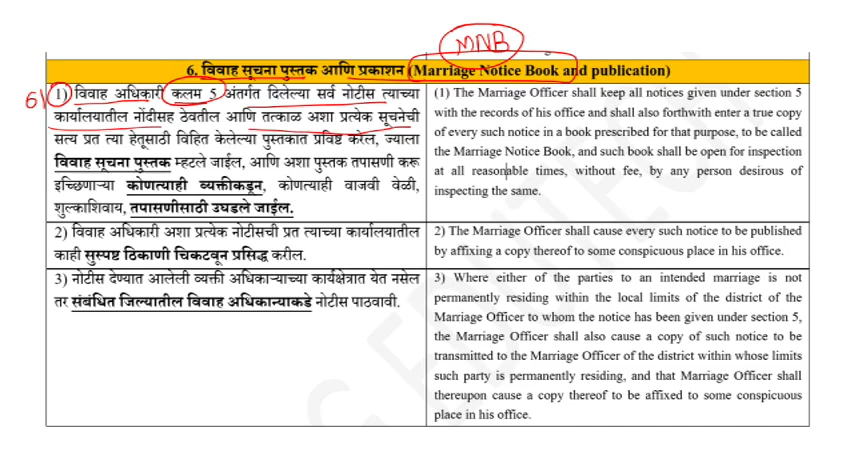 MNB
6. विवाह सूचना पुस्तक आणि प्रकाशन (Marriage Notice Book and publication)
6
1) विवाह अधिकारी कलम 5 अंतर्गत दिलेल्या सर्व नोटीस त्याच्या
कार्यालयातील नोंदीसह ठेवतील आणि तत्काळ अशा प्रत्येक सूचनेची
सत्य प्रत त्या हेतूसाठी विहित केलेल्या पुस्तकात प्रविष्ट करेल, ज्याला
विवाह सूचना पुस्तक म्हटले जाईल, आणि अशा पुस्तक तपासणी करू
इच्छिणाऱ्या कोणत्याही व्यक्तीकडून, कोणत्याही वाजवी वेळी,
शुल्काशिवाय, तपासणीसाठी उघडले जाईल.
(1) The Marriage Officer shall keep all notices given under section 5
with the records of his office and shall also forthwith enter a true copy
of every such notice in a book prescribed for that purpose, to be called
the Marriage Notice Book, and such book shall be open for inspection
at all reasonable times, without fee, by any person desirous of
inspecting the same.
2) विवाह अधिकारी अशा प्रत्येक नोटीसची प्रत त्याच्या कार्यालयातील
काही सुस्पष्ट ठिकाणी चिकटवून प्रसिद्ध करील.
2) The Marriage Officer shall cause every such notice to be published
by affixing a copy thereof to some conspicuous place in his office.
3) नोटीस देण्यात आलेली व्यक्ती अधिकाऱ्याच्या कार्यक्षेत्रात येत नसेल
तर संबंधित जिल्यातील विवाह अधिकान्याकडे नोटीस पाठवावी.
3) Where either of the parties to an intended marriage is not
permanently residing within the local limits of the district of the
Marriage Officer to whom the notice has been given under section 5,
the Marriage Officer shall also cause a copy of such notice to be
transmitted to the Marriage Officer of the district within whose limits
such party is permanently residing, and that Marriage Officer shall
thereupon cause a copy thereof to be affixed to some conspicuous
place in his office.